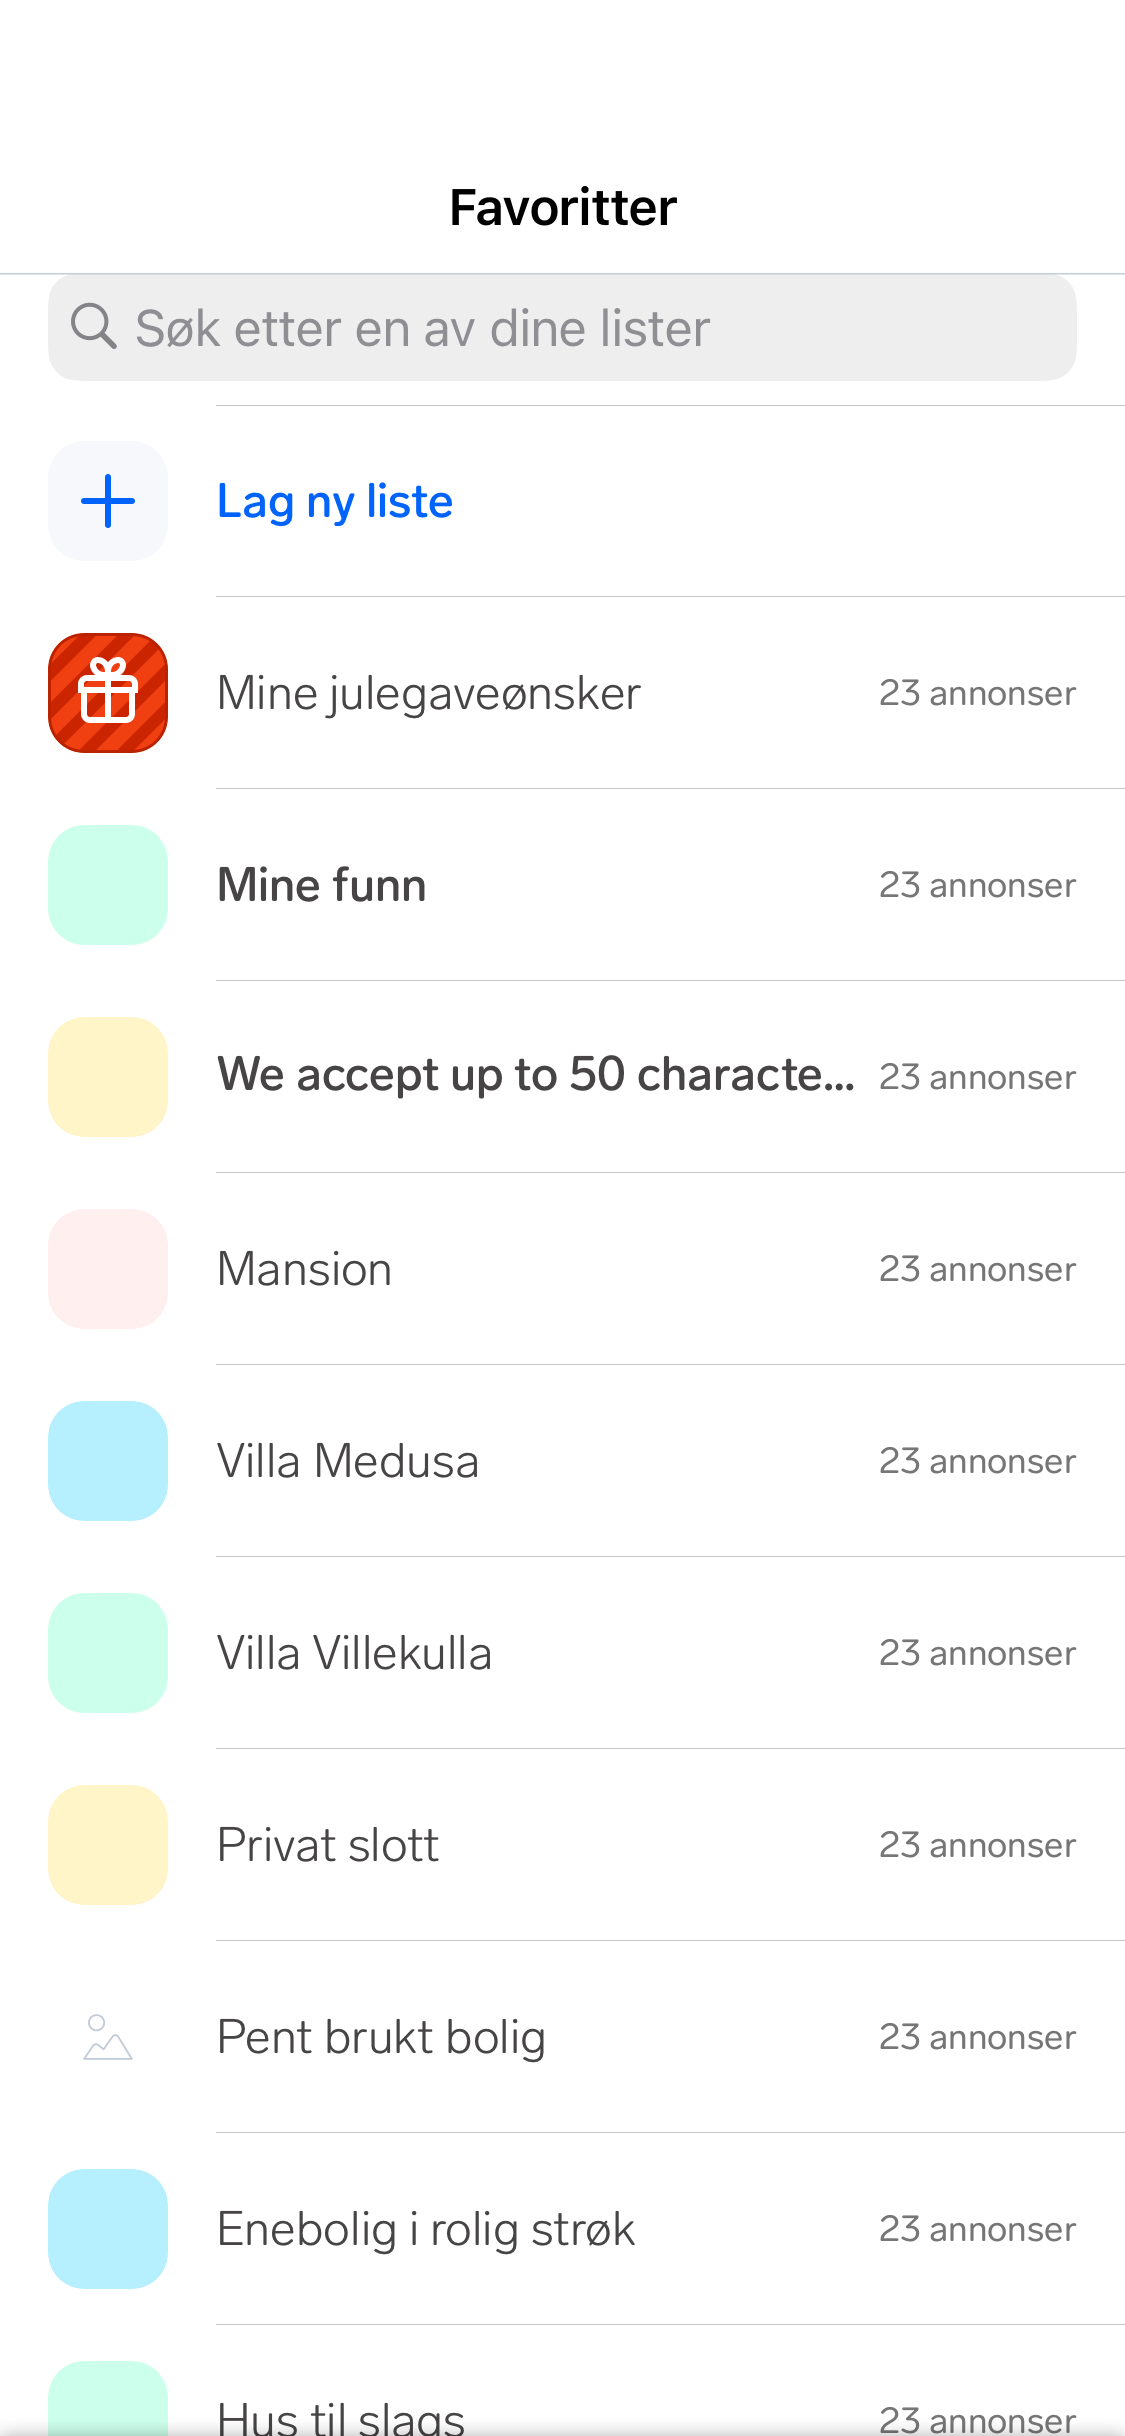 Favoritter
Søk etter en av dine lister
Lag ny liste
Mine julegaveønsker 23 annonser
Mine funn 23 annonser
We accept up to 50 characte... 23 annonser
Mansion 23 annonser
Villa Medusa 23 annonser
Villa Villekulla 23 annonser
Privat slott 23 annonser
Pent brukt bolig 23 annonser
Enebolig i rolig strøk 23 annonser
Hus til slags 23 annonser